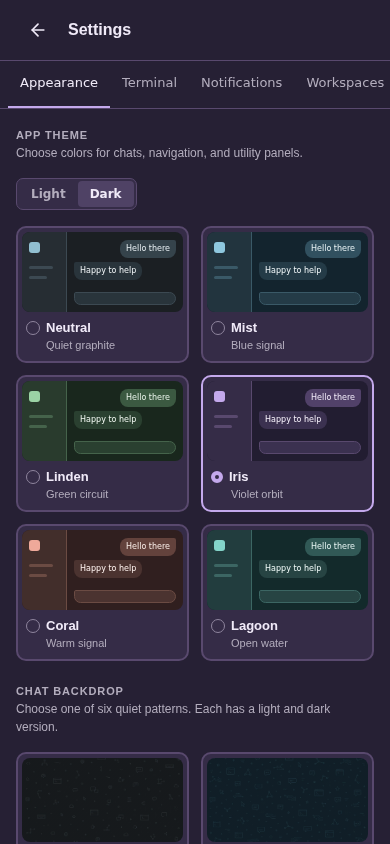 Settings
Appearance Terminal Notifications Workspaces
APP THEME
Choose colors for chats, navigation, and utility panels.
Light Dark
Hello there
Happy to help
Neutral
Quiet graphite
Hello there
Happy to help
Mist
Blue signal
Hello there
Happy to help
Linden
Green circuit
Hello there
Happy to help
Iris
Violet orbit
Hello there
Happy to help
Coral
Warm signal
Hello there
Happy to help
Lagoon
Open water
CHAT BACKDROP
Choose one of six quiet patterns. Each has a light and dark
version.